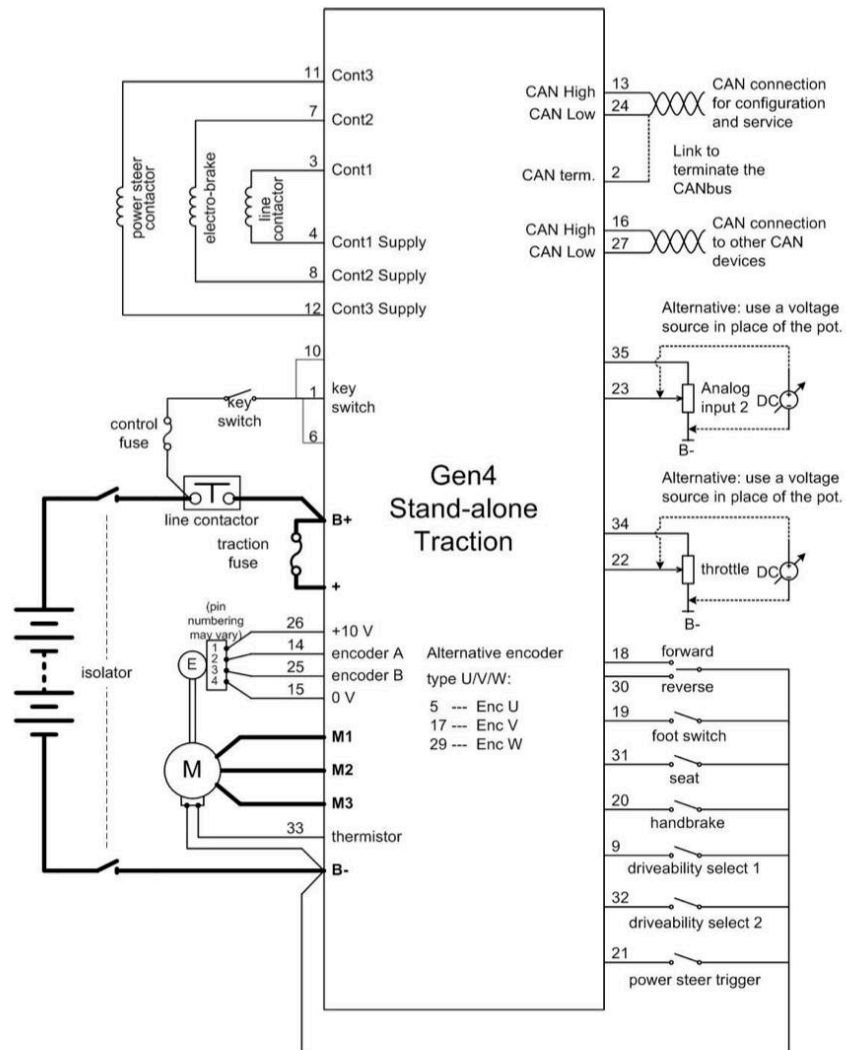 11 Cont3
7 Cont2
3 Cont1
power steer
contactor
electro-brake
line
contactor
4 Cont1 Supply
8 Cont2 Supply
12 Cont3 Supply
10
1 key
switch
6
key
switch
control
fuse
line contactor
B+
traction
fuse
+
isolator
(pin
numbering
may vary)
1
2
3
4
E
26 +10 V
14 encoder A
25 encoder B
15 0 V
M
M1
M2
M3
33 thermistor
B-
Gen4
Stand-alone
Traction
Alternative encoder
type U/V/W:
5 --- Enc U
17 --- Enc V
29 --- Enc W
CAN High 13
CAN Low 24
CAN connection
for configuration
and service
CAN term. 2
Link to
terminate the
CANbus
CAN High 16
CAN Low 27
CAN connection
to other CAN
devices
Alternative: use a voltage
source in place of the pot.
35
23
Analog
input 2
DC
B-
Alternative: use a voltage
source in place of the pot.
34
22
throttle
DC
B-
18 forward
30 reverse
19
foot switch
31
seat
20
handbrake
9
driveability select 1
32
driveability select 2
21
power steer trigger